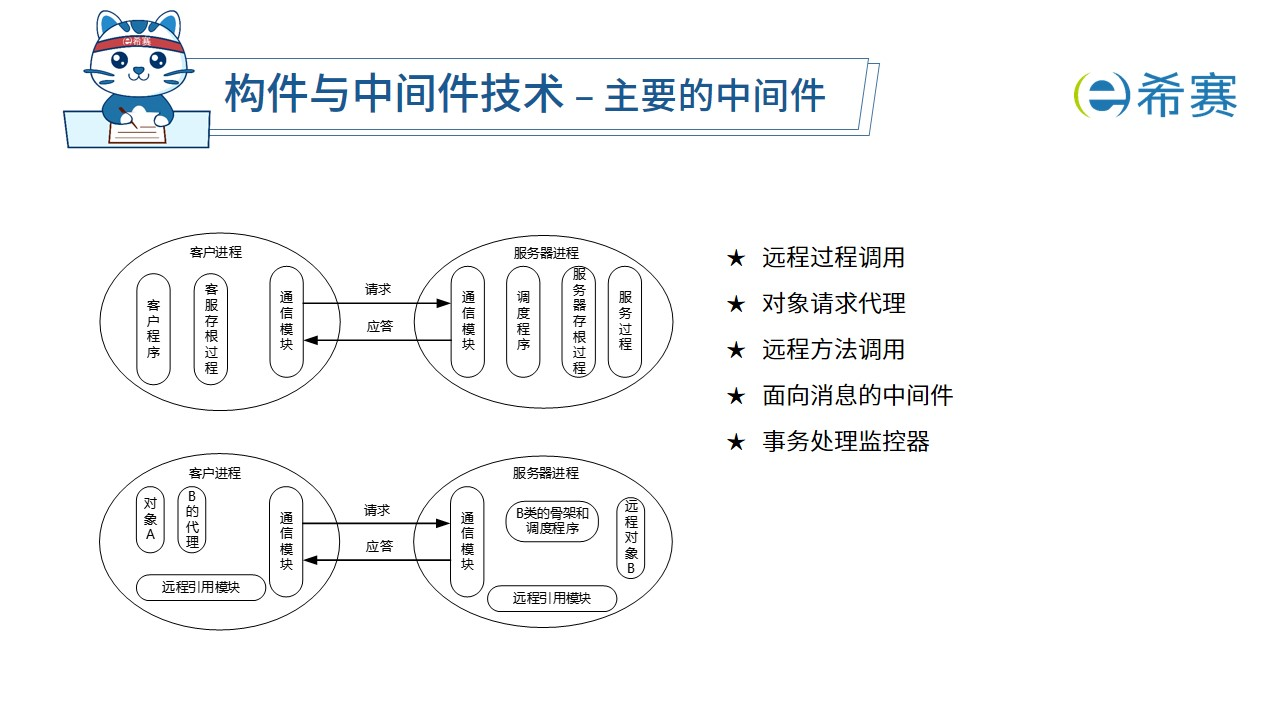 希赛
构件与中间件技术 – 主要的中间件
希赛
客户进程
客户程序
客服存根过程
通信模块
请求
应答
服务器进程
通信模块
调度程序
服务器存根过程
服务过程
客户进程
对象A
B的代理
通信模块
远程引用模块
请求
应答
服务器进程
通信模块
B类的骨架和
调度程序
远程对象B
远程引用模块
★ 远程过程调用
★ 对象请求代理
★ 远程方法调用
★ 面向消息的中间件
★ 事务处理监控器